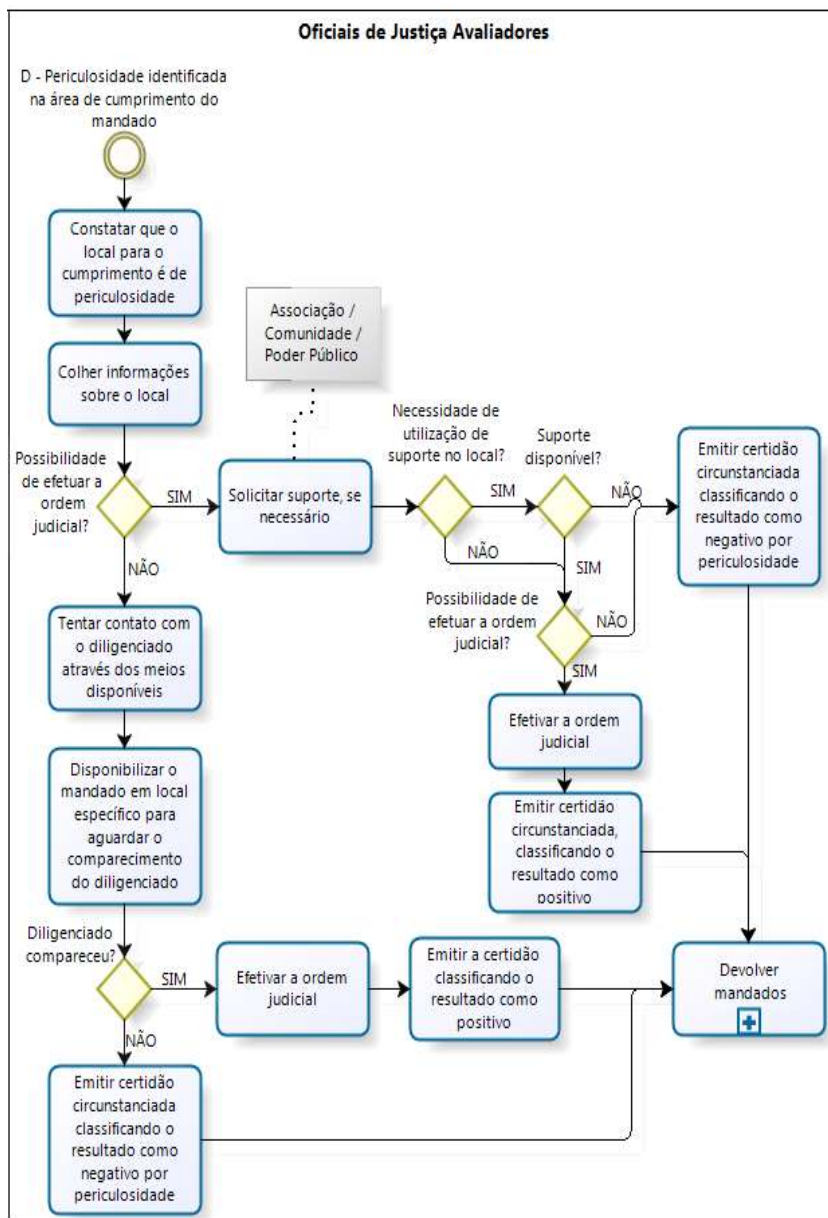 Oficiais de Justiça Avaliadores
D - Periculosidade identificada
na área de cumprimento do
mandado
Constatar que o
local para o
cumprimento é de
periculosidade
Colher informações
sobre o local
Associação /
Comunidade /
Poder Público
Possibilidade
de efetuar a
ordem
judicial?
SIM
NÃO
Solicitar suporte, se
necessário
Necessidade de
utilização de
suporte no local?
SIM
NÃO
Suporte
disponível?
NÃO
SIM
Emitir certidão
circunstanciada
classificando o
resultado como
negativo por
periculosidade
Possibilidade de
efetuar a ordem
judicial?
NÃO
SIM
Efetivar a ordem
judicial
Emitir certidão
circunstanciada,
classificando o
resultado como
positivo
Tentar contato com
o diligenciado
através dos meios
disponíveis
Disponibilizar o
mandado em local
específico para
aguardar o
comparecimento
do diligenciado
Diligenciado
compareceu?
SIM
NÃO
Efetivar a ordem
judicial
Emitir a certidão
classificando o
resultado como
positivo
Devolver
mandados
Emitir certidão
circunstanciada
classificando o
resultado como
negativo por
periculosidade